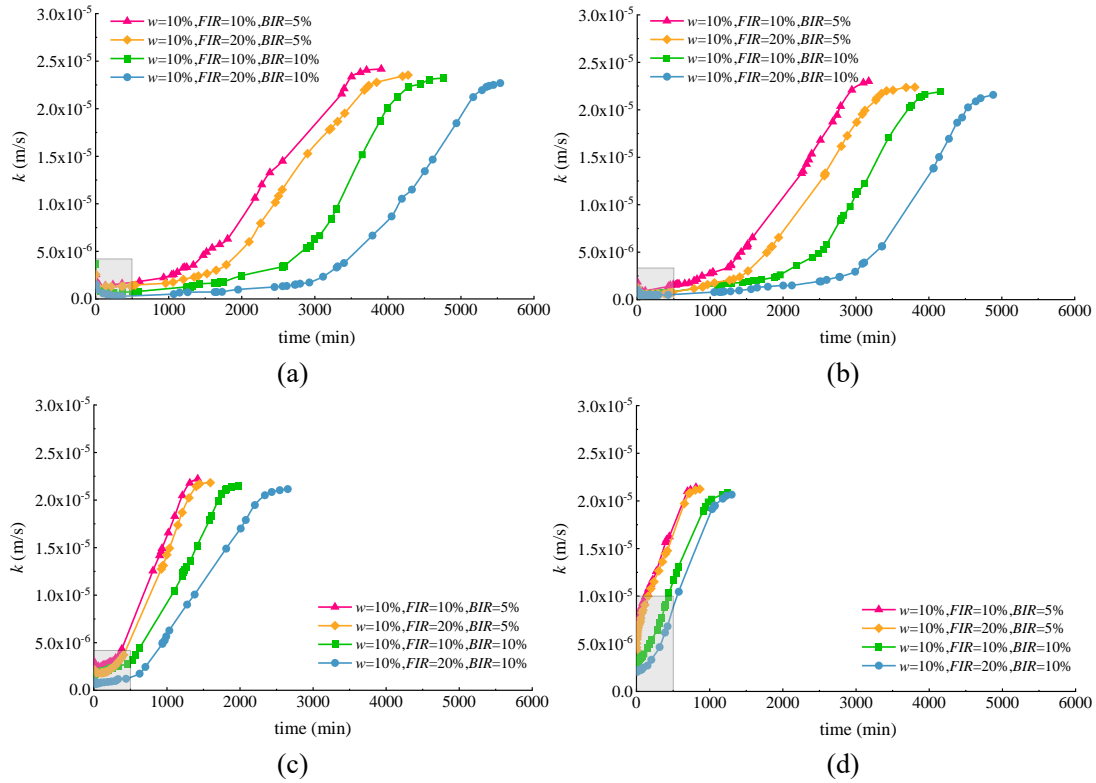 w=10%,FIR=10%,BIR=5%
w=10%,FIR=20%,BIR=5%
w=10%,FIR=10%,BIR=10%
w=10%,FIR=20%,BIR=10%
3.0x10⁻⁵
2.5x10⁻⁵
2.0x10⁻⁵
1.5x10⁻⁵
1.0x10⁻⁵
5.0x10⁻⁶
0.0
k (m/s)
0 1000 2000 3000 4000 5000 6000
time (min)
(a)
w=10%,FIR=10%,BIR=5%
w=10%,FIR=20%,BIR=5%
w=10%,FIR=10%,BIR=10%
w=10%,FIR=20%,BIR=10%
3.0x10⁻⁵
2.5x10⁻⁵
2.0x10⁻⁵
1.5x10⁻⁵
1.0x10⁻⁵
5.0x10⁻⁶
0.0
k (m/s)
0 1000 2000 3000 4000 5000 6000
time (min)
(b)
3.0x10⁻⁵
2.5x10⁻⁵
2.0x10⁻⁵
1.5x10⁻⁵
1.0x10⁻⁵
5.0x10⁻⁶
0.0
k (m/s)
w=10%,FIR=10%,BIR=5%
w=10%,FIR=20%,BIR=5%
w=10%,FIR=10%,BIR=10%
w=10%,FIR=20%,BIR=10%
0 1000 2000 3000 4000 5000 6000
time (min)
(c)
3.0x10⁻⁵
2.5x10⁻⁵
2.0x10⁻⁵
1.5x10⁻⁵
1.0x10⁻⁵
5.0x10⁻⁶
0.0
k (m/s)
w=10%,FIR=10%,BIR=5%
w=10%,FIR=20%,BIR=5%
w=10%,FIR=10%,BIR=10%
w=10%,FIR=20%,BIR=10%
0 1000 2000 3000 4000 5000 6000
time (min)
(d)